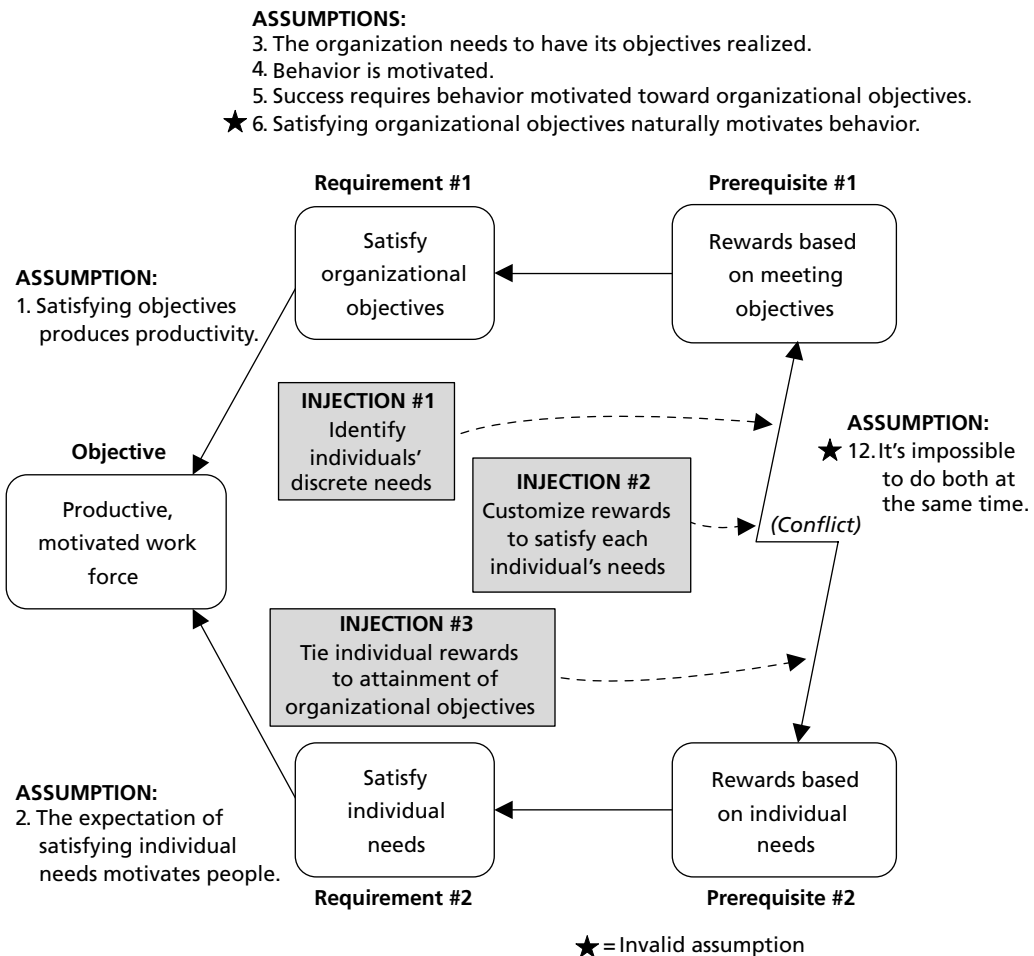 ASSUMPTIONS:
3. The organization needs to have its objectives realized.
4. Behavior is motivated.
5. Success requires behavior motivated toward organizational objectives.
★ 6. Satisfying organizational objectives naturally motivates behavior.
Requirement #1
Satisfy
organizational
objectives
Prerequisite #1
Rewards based
on meeting
objectives
ASSUMPTION:
1. Satisfying objectives
produces productivity.
INJECTION #1
Identify
individuals'
discrete needs
Objective
Productive,
motivated work
force
INJECTION #2
Customize rewards
to satisfy each
individual's needs
(Conflict)
ASSUMPTION:
★ 12. It's impossible
to do both at
the same time.
INJECTION #3
Tie individual rewards
to attainment of
organizational objectives
ASSUMPTION:
2. The expectation of
satisfying individual
needs motivates people.
Satisfy
individual
needs
Requirement #2
Rewards based
on individual
needs
Prerequisite #2
★ = Invalid assumption